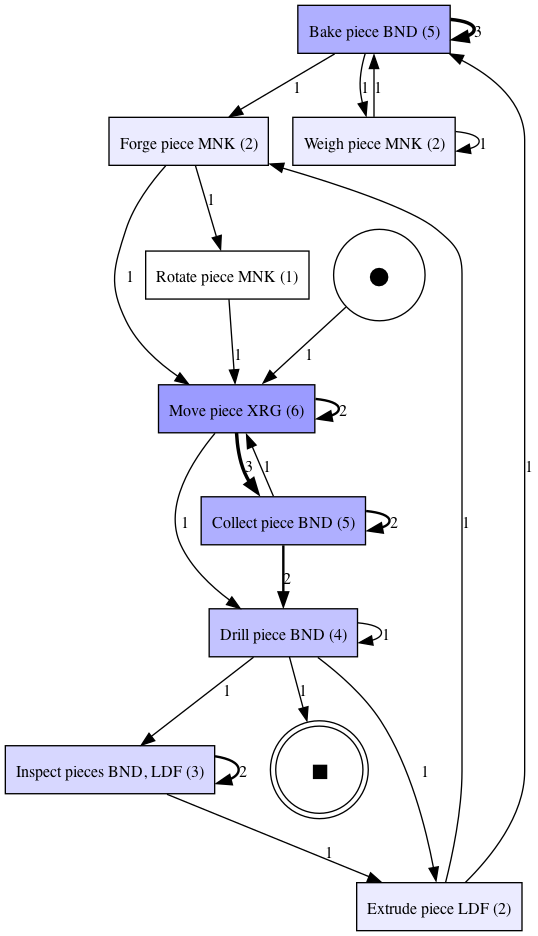 Bake piece BND (5)
3
1
1
1
Forge piece MNK (2)
Weigh piece MNK (2)
1
1
1
Rotate piece MNK (1)
1
1
Move piece XRG (6)
2
3
1
1
1
1
Collect piece BND (5)
2
2
Drill piece BND (4)
1
1
1
1
Inspect pieces BND, LDF (3)
2
1
Extrude piece LDF (2)